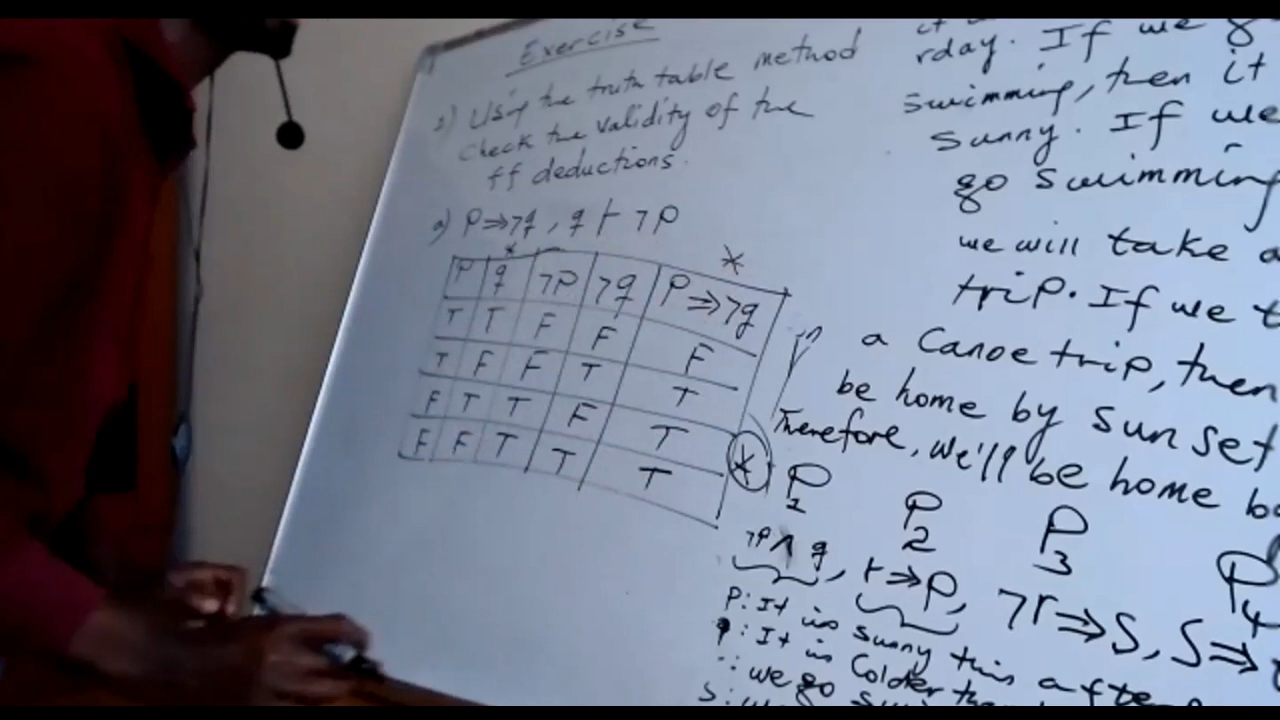 Exercise
2) Using the truth table method
check the validity of the
ff deductions.
a) P⇒¬q, q ⊢ ¬P
* *
P q ¬P ¬q P⇒¬q
T T F F F
T F F T T
F T T F T *
F F T T T
rday. If we g
swimming, then it
sunny. If we
go swimming
we will take a
trip. If we t
a Canoe trip, then
be home by sunset
Therefore, we'll be home b
P1 P2 P3 P4
¬P ∧ q, r⇒P, ¬r⇒S, S⇒
P: It is sunny this afte
q: It is Colder the
: we go
S: